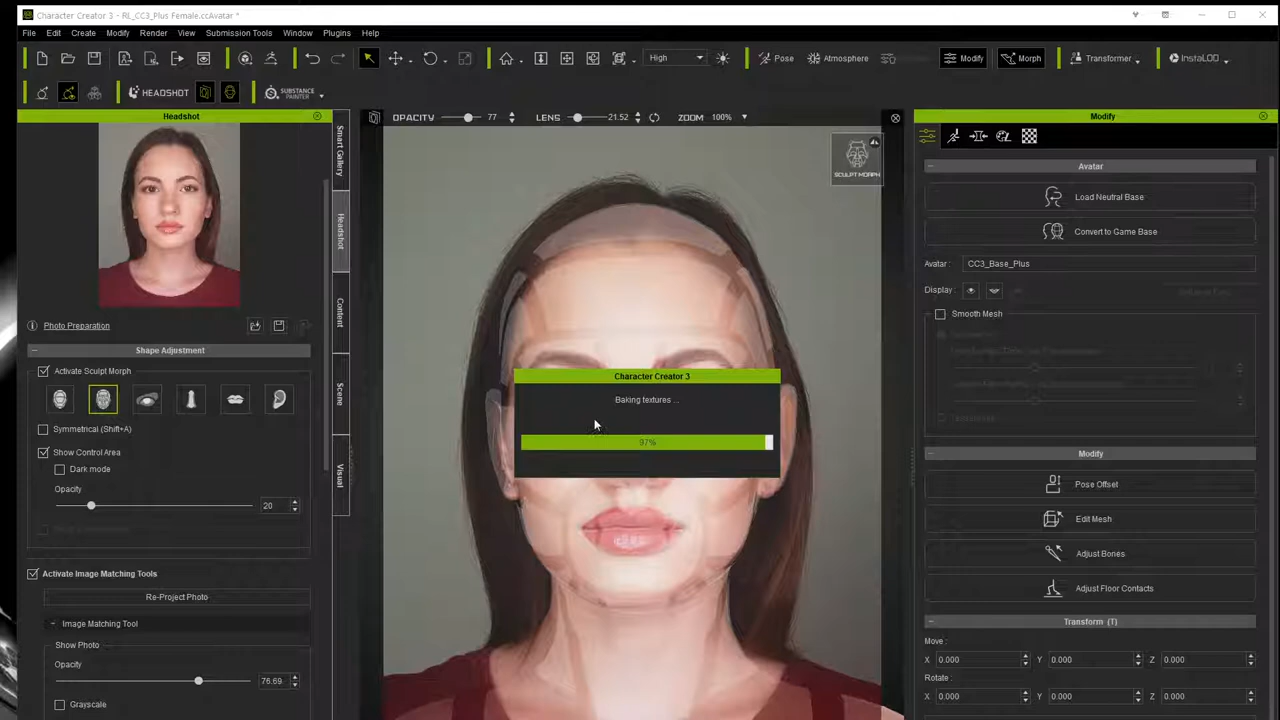 Character Creator 3 - RL_CC3_Plus Female.ccAvatar *
File Edit Create Modify Render View Submission Tools Window Plugins Help
High Pose Atmosphere Modify Morph Transformer InstaLOD
HEADSHOT SUBSTANCE PAINTER
Headshot
OPACITY 77 LENS 21.52 ZOOM 100%
Modify
Smart Gallery
Headshot
Content
Scene
Visual
SCULPT MORPH
Photo Preparation
Shape Adjustment
Activate Sculpt Morph
Symmetrical (Shift+A)
Show Control Area
Dark mode
Opacity
20
Activate Image Matching Tools
Re-Project Photo
Image Matching Tool
Show Photo
Opacity
76.69
Grayscale
Character Creator 3
Baking textures ...
97%
Avatar
Load Neutral Base
Convert to Game Base
Avatar : CC3_Base_Plus
Display :
Smooth Mesh
Modify
Pose Offset
Edit Mesh
Adjust Bones
Adjust Floor Contacts
Transform (T)
Move :
X 0.000 Y 0.000 Z 0.000
Rotate :
X 0.000 Y 0.000 Z 0.000